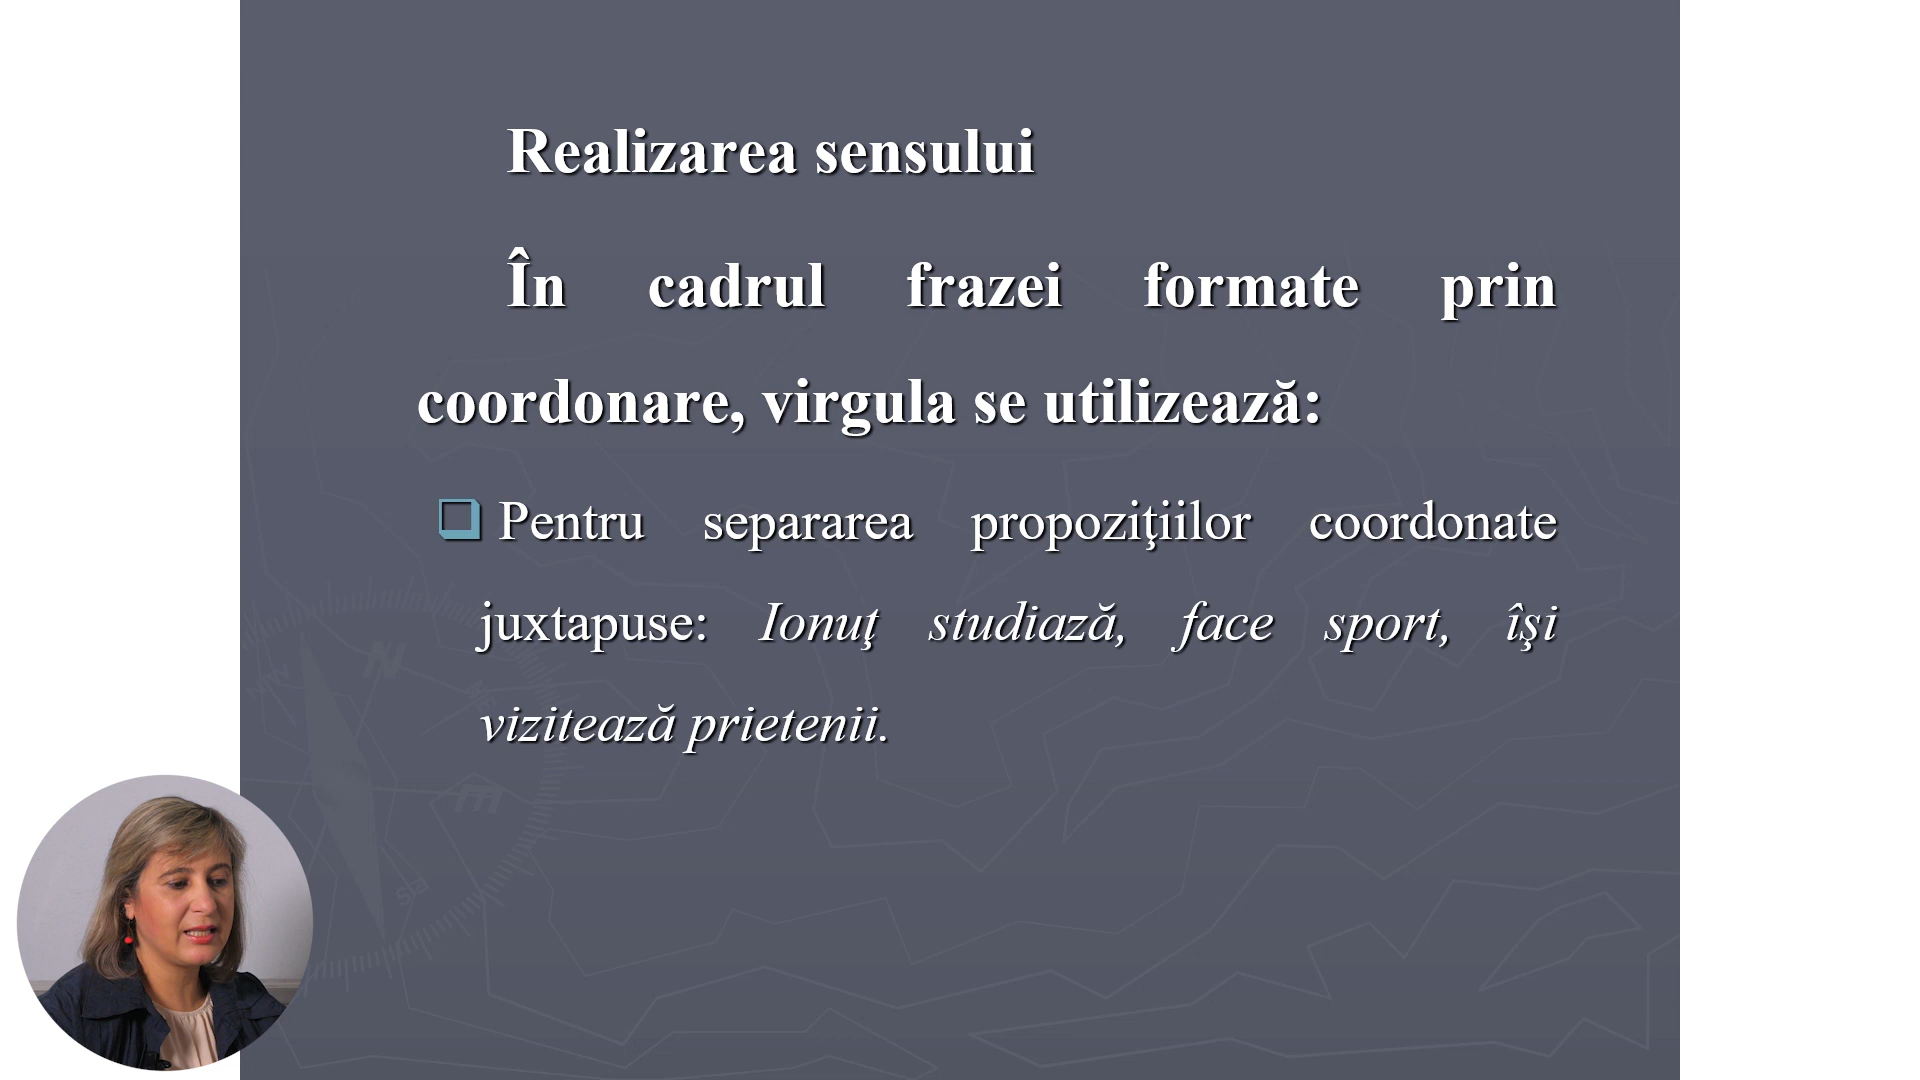 Realizarea sensului
În cadrul frazei formate prin
coordonare, virgula se utilizează:
Pentru separarea propoziţiilor coordonate
juxtapuse: Ionuţ studiază, face sport, îşi
vizitează prietenii.
N
E